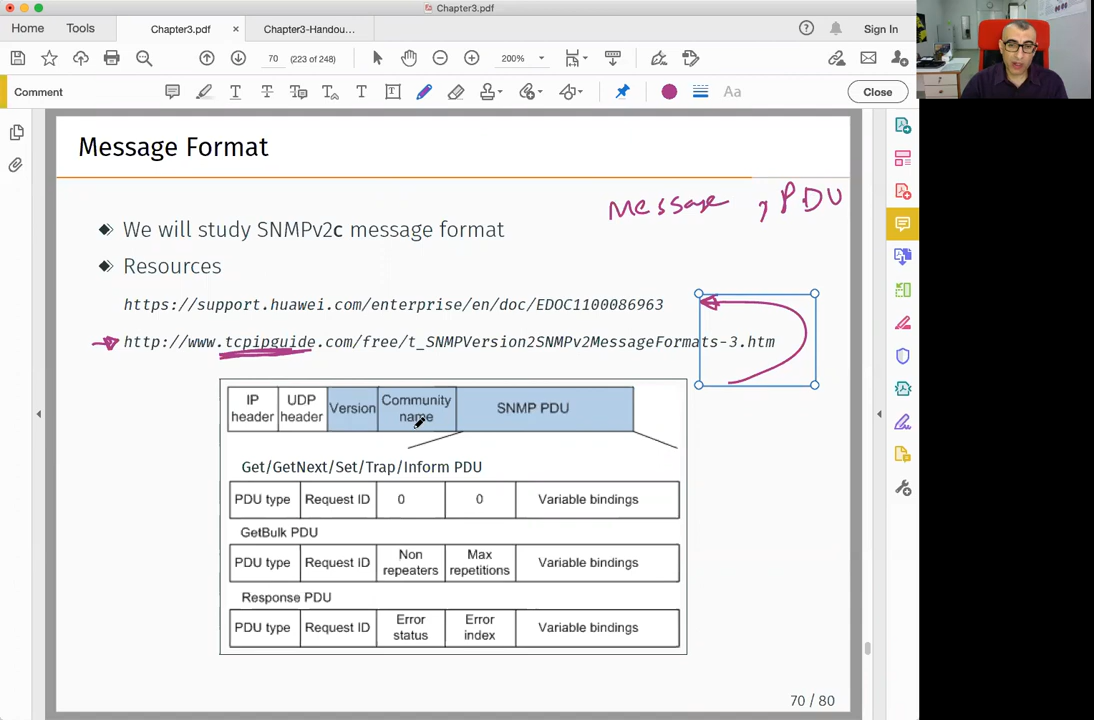 Chapter3.pdf
Home Tools Chapter3.pdf × Chapter3-Handou... Sign In
70 (223 of 248) 200%
Comment Close
Message Format
Message , PDU
We will study SNMPv2c message format
Resources
https://support.huawei.com/enterprise/en/doc/EDOC1100086963
http://www.tcpipguide.com/free/t_SNMPVersion2SNMPv2MessageFormats-3.htm
IP header UDP header Version Community name SNMP PDU
Get/GetNext/Set/Trap/Inform PDU
PDU type Request ID 0 0 Variable bindings
GetBulk PDU
PDU type Request ID Non repeaters Max repetitions Variable bindings
Response PDU
PDU type Request ID Error status Error index Variable bindings
70 / 80